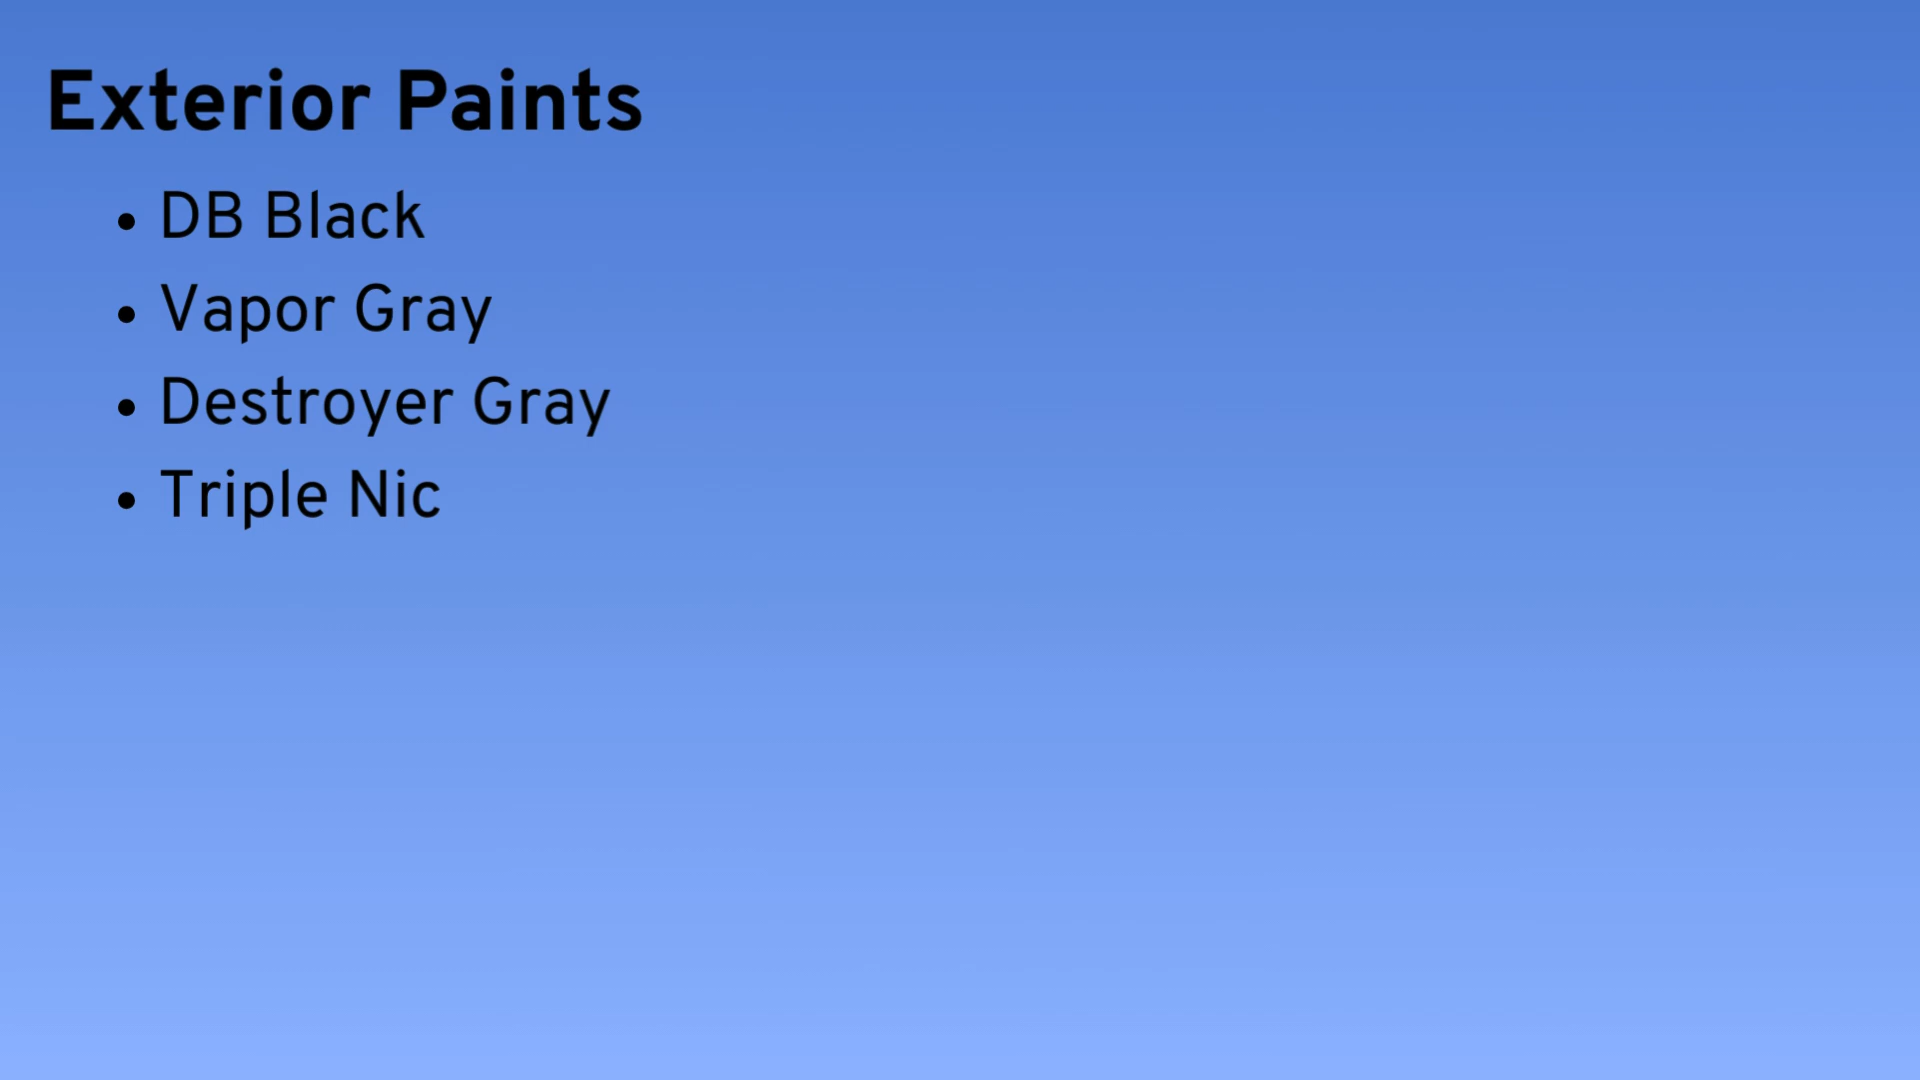 Exterior Paints
• DB Black
• Vapor Gray
• Destroyer Gray
• Triple Nic